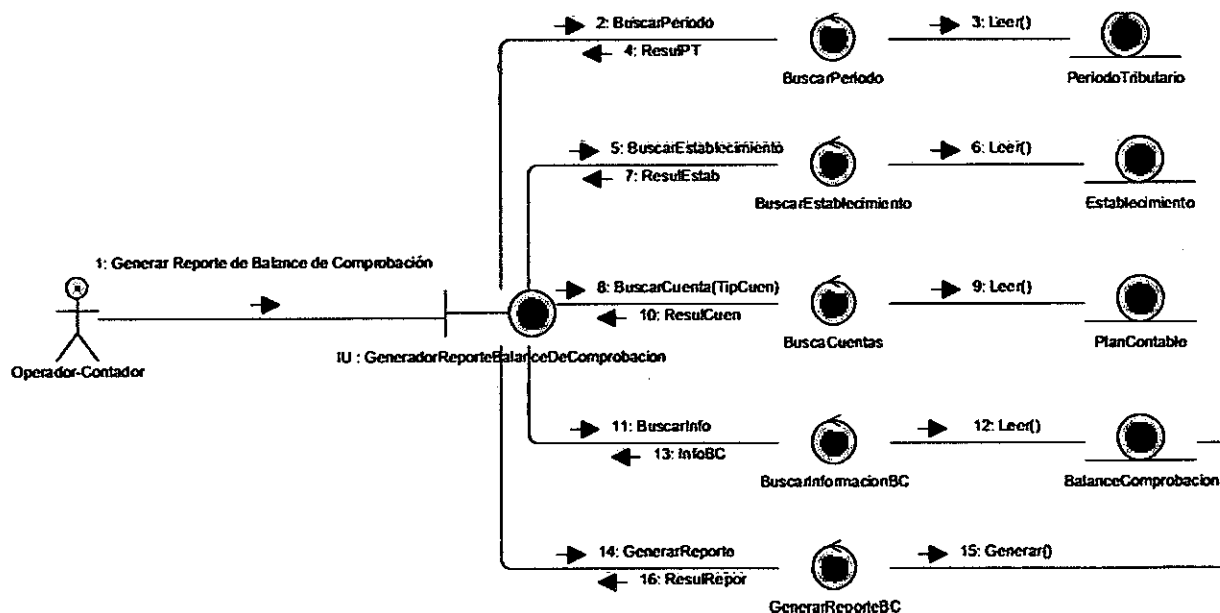 2: BuscarPeriodo
3: Leer()
4: ResulPT
BuscarPeriodo
PeriodoTributario
5: BuscarEstablecimiento
6: Leer()
7: ResulEstab
BuscarEstablecimiento
Establecimiento
1: Generar Reporte de Balance de Comprobación
8: BuscarCuenta(TipCuen)
9: Leer()
10: ResulCuen
BuscaCuentas
PlanContable
IU : GeneradorReporteBalanceDeComprobacion
Operador-Contador
11: BuscarInfo
12: Leer()
13: InfoBC
BuscarInformacionBC
BalanceComprobacion
14: GenerarReporte
15: Generar()
16: ResulRepor
GenerarReporteBC